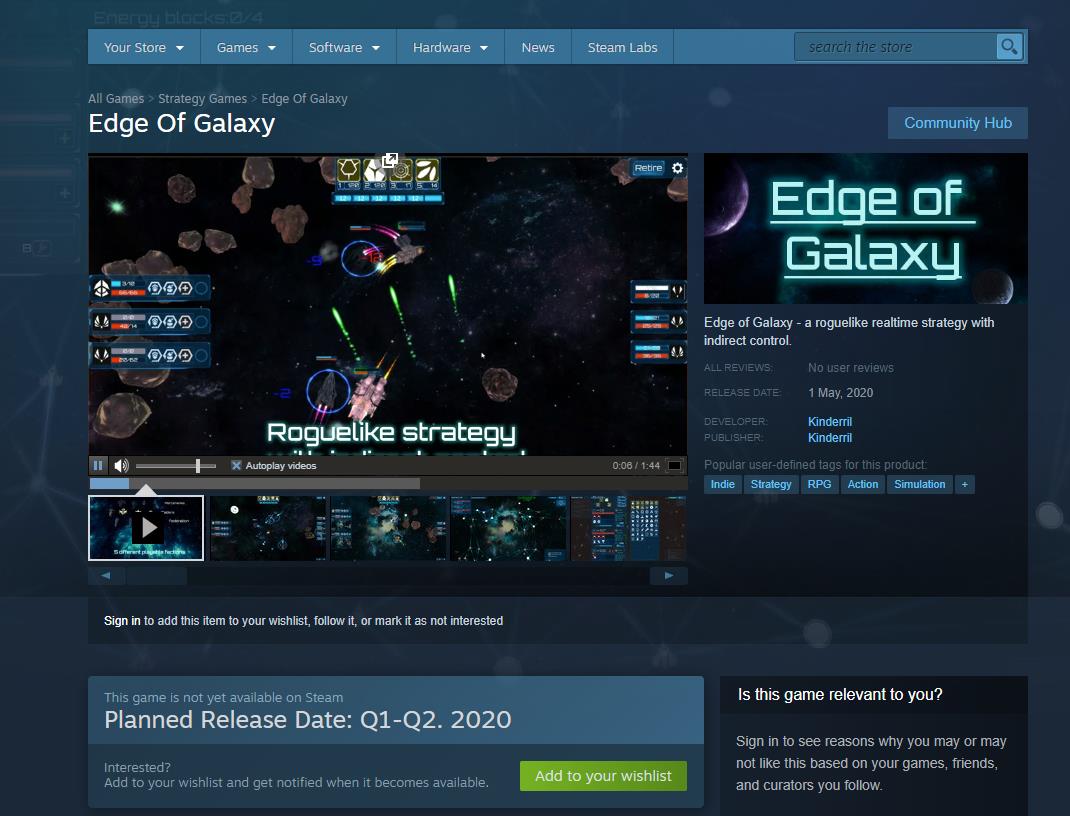 Energy blocks:0/4
Your Store
Games
Software
Hardware
News
Steam Labs
search the store
All Games > Strategy Games > Edge Of Galaxy
Edge Of Galaxy
Community Hub
Retire
-9
-2
Roguelike strategy
Autoplay videos
0:06 / 1:44
5 different playable factions
Edge of
Galaxy
Edge of Galaxy - a roguelike realtime strategy with
indirect control.
ALL REVIEWS: No user reviews
RELEASE DATE: 1 May, 2020
DEVELOPER: Kinderril
PUBLISHER: Kinderril
Popular user-defined tags for this product:
Indie Strategy RPG Action Simulation +
Sign in to add this item to your wishlist, follow it, or mark it as not interested
This game is not yet available on Steam
Planned Release Date: Q1-Q2. 2020
Interested?
Add to your wishlist and get notified when it becomes available.
Add to your wishlist
Is this game relevant to you?
Sign in to see reasons why you may or may
not like this based on your games, friends,
and curators you follow.